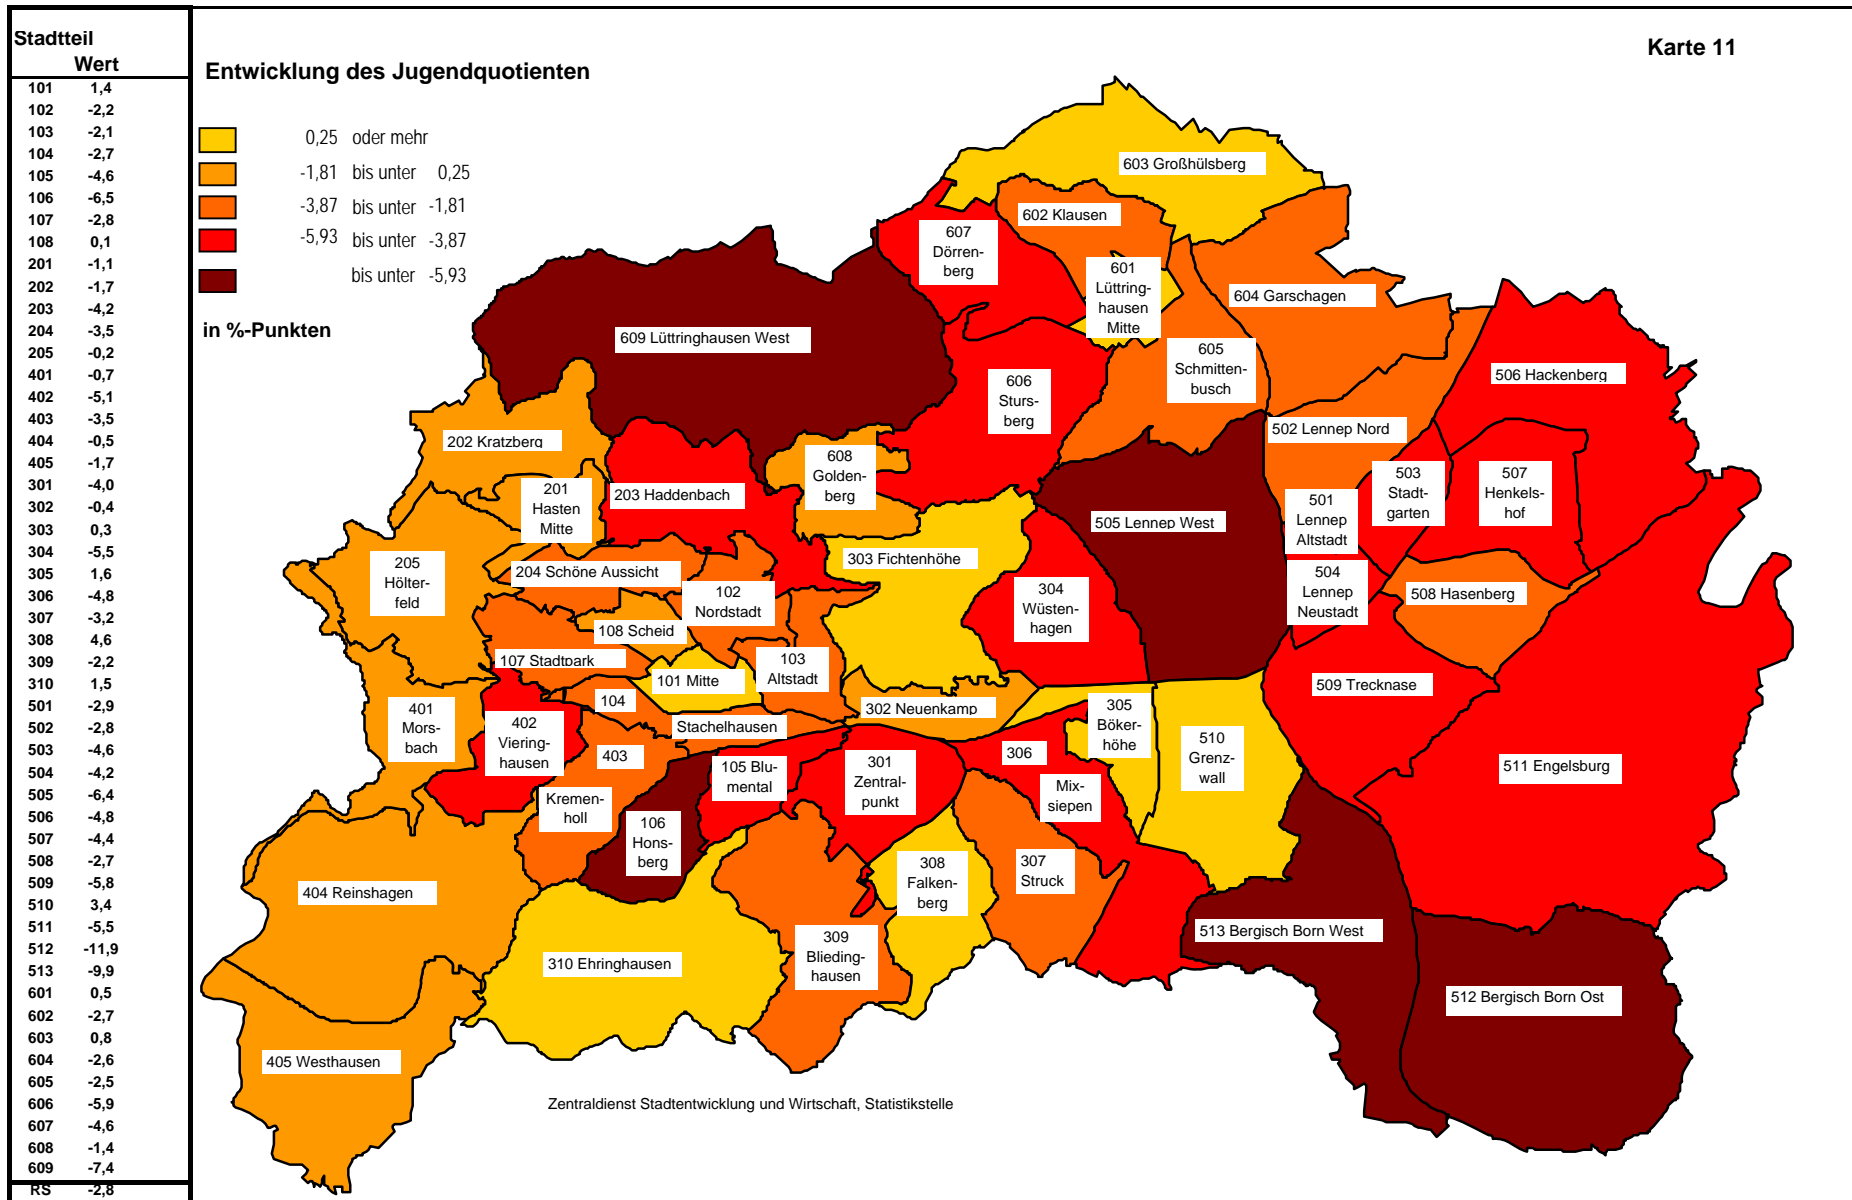 Stadtteil
Wert
101 1,4
102 -2,2
103 -2,1
104 -2,7
105 -4,6
106 -6,5
107 -2,8
108 0,1
201 -1,1
202 -1,7
203 -4,2
204 -3,5
205 -0,2
401 -0,7
402 -5,1
403 -3,5
404 -0,5
405 -1,7
301 -4,0
302 -0,4
303 0,3
304 -5,5
305 1,6
306 -4,8
307 -3,2
308 4,6
309 -2,2
310 1,5
501 -2,9
502 -2,8
503 -4,6
504 -4,2
505 -6,4
506 -4,8
507 -4,4
508 -2,7
509 -5,8
510 3,4
511 -5,5
512 -11,9
513 -9,9
601 0,5
602 -2,7
603 0,8
604 -2,6
605 -2,5
606 -5,9
607 -4,6
608 -1,4
609 -7,4
RS -2,8
Karte 11
Entwicklung des Jugendquotienten
0,25 oder mehr
-1,81 bis unter 0,25
-3,87 bis unter -1,81
-5,93 bis unter -3,87
bis unter -5,93
in %-Punkten
603 Großhülsberg
602 Klausen
607
Dörren-
berg
601
Lüttring-
hausen
Mitte
604 Garschagen
609 Lüttringhausen West
605
Schmitten-
busch
606
Sturs-
berg
506 Hackenberg
502 Lennep Nord
202 Kratzberg
608
Golden-
berg
503
Stadt-
garten
507
Henkels-
hof
201
Hasten
Mitte
203 Haddenbach
501
Lennep
Altstadt
505 Lennep West
303 Fichtenhöhe
205
Hölter-
feld
204 Schöne Aussicht
102
Nordstadt
304
Wüsten-
hagen
504
Lennep
Neustadt
508 Hasenberg
108 Scheid
107 Stadtpark
103
Altstadt
101 Mitte
509 Trecknase
104
Stachelhausen
302 Neuenkamp
401
Mors-
bach
402
Viering-
hausen
305
Böker-
höhe
403
Kremen-
holl
105 Blu-
mental
301
Zentral-
punkt
306
Mix-
siepen
510
Grenz-
wall
511 Engelsburg
106
Hons-
berg
308
Falken-
berg
307
Struck
404 Reinshagen
513 Bergisch Born West
309
Blieding-
hausen
310 Ehringhausen
512 Bergisch Born Ost
405 Westhausen
Zentraldienst Stadtentwicklung und Wirtschaft, Statistikstelle